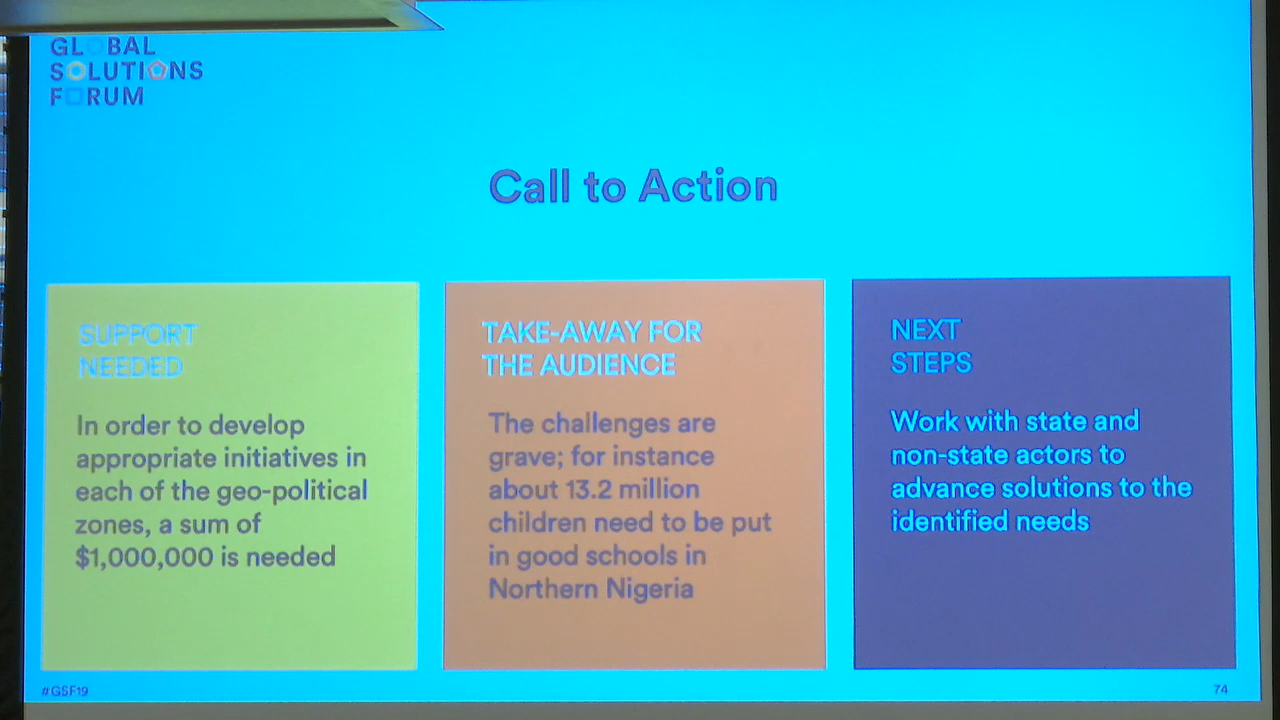 GLOBAL
SOLUTIONS
FORUM
Call to Action
SUPPORT
NEEDED
In order to develop
appropriate initiatives in
each of the geo-political
zones, a sum of
$1,000,000 is needed
TAKE-AWAY FOR
THE AUDIENCE
The challenges are
grave; for instance
about 13.2 million
children need to be put
in good schools in
Northern Nigeria
NEXT
STEPS
Work with state and
non-state actors to
advance solutions to the
identified needs
#GSF19
74